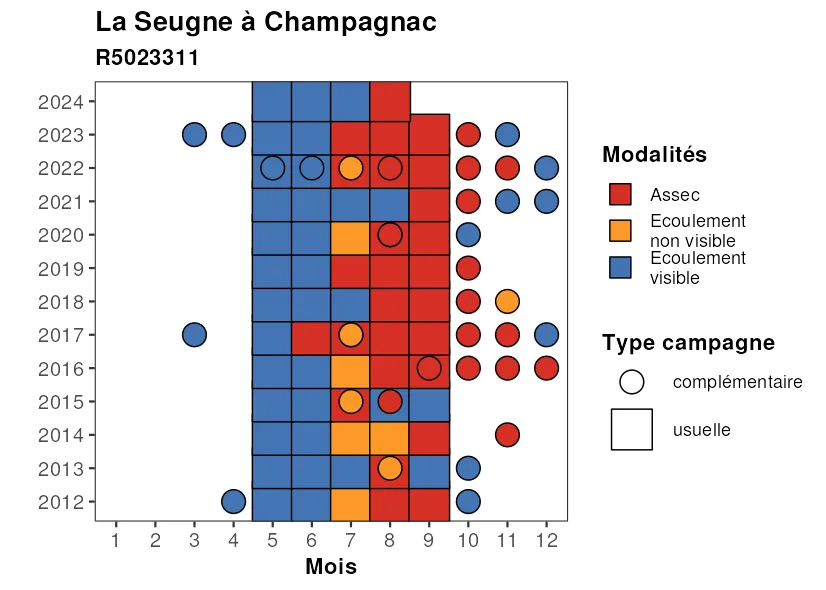 La Seugne à Champagnac
R5023311
2024
2023
2022
2021
2020
2019
2018
2017
2016
2015
2014
2013
2012
1 2 3 4 5 6 7 8 9 10 11 12
Mois
Modalités
Assec
Ecoulement
non visible
Ecoulement
visible
Type campagne
complémentaire
usuelle